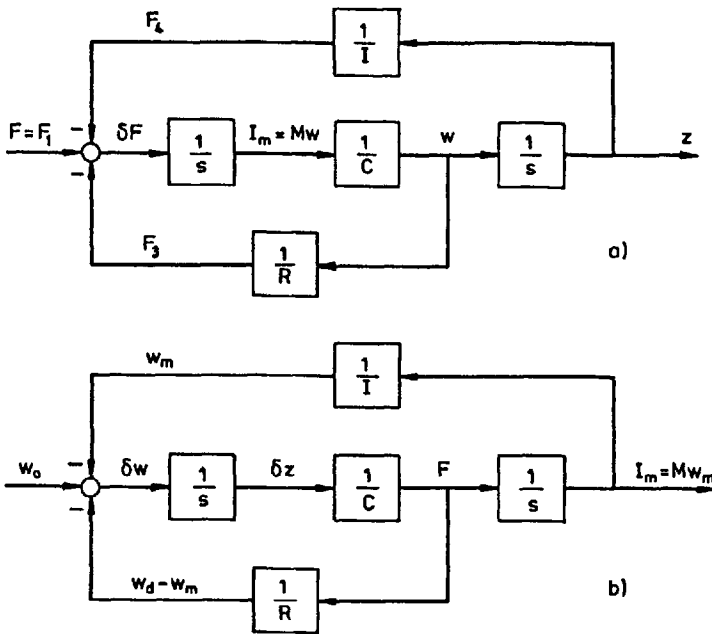 F₄
1/I
F=F₁
−
δF
1/s
I_m = Mw
1/C
w
1/s
z
−
F₃
1/R
a)
w_m
1/I
w_o
−
δw
1/s
δz
1/C
F
1/s
I_m=Mw_m
−
w_d−w_m
1/R
b)